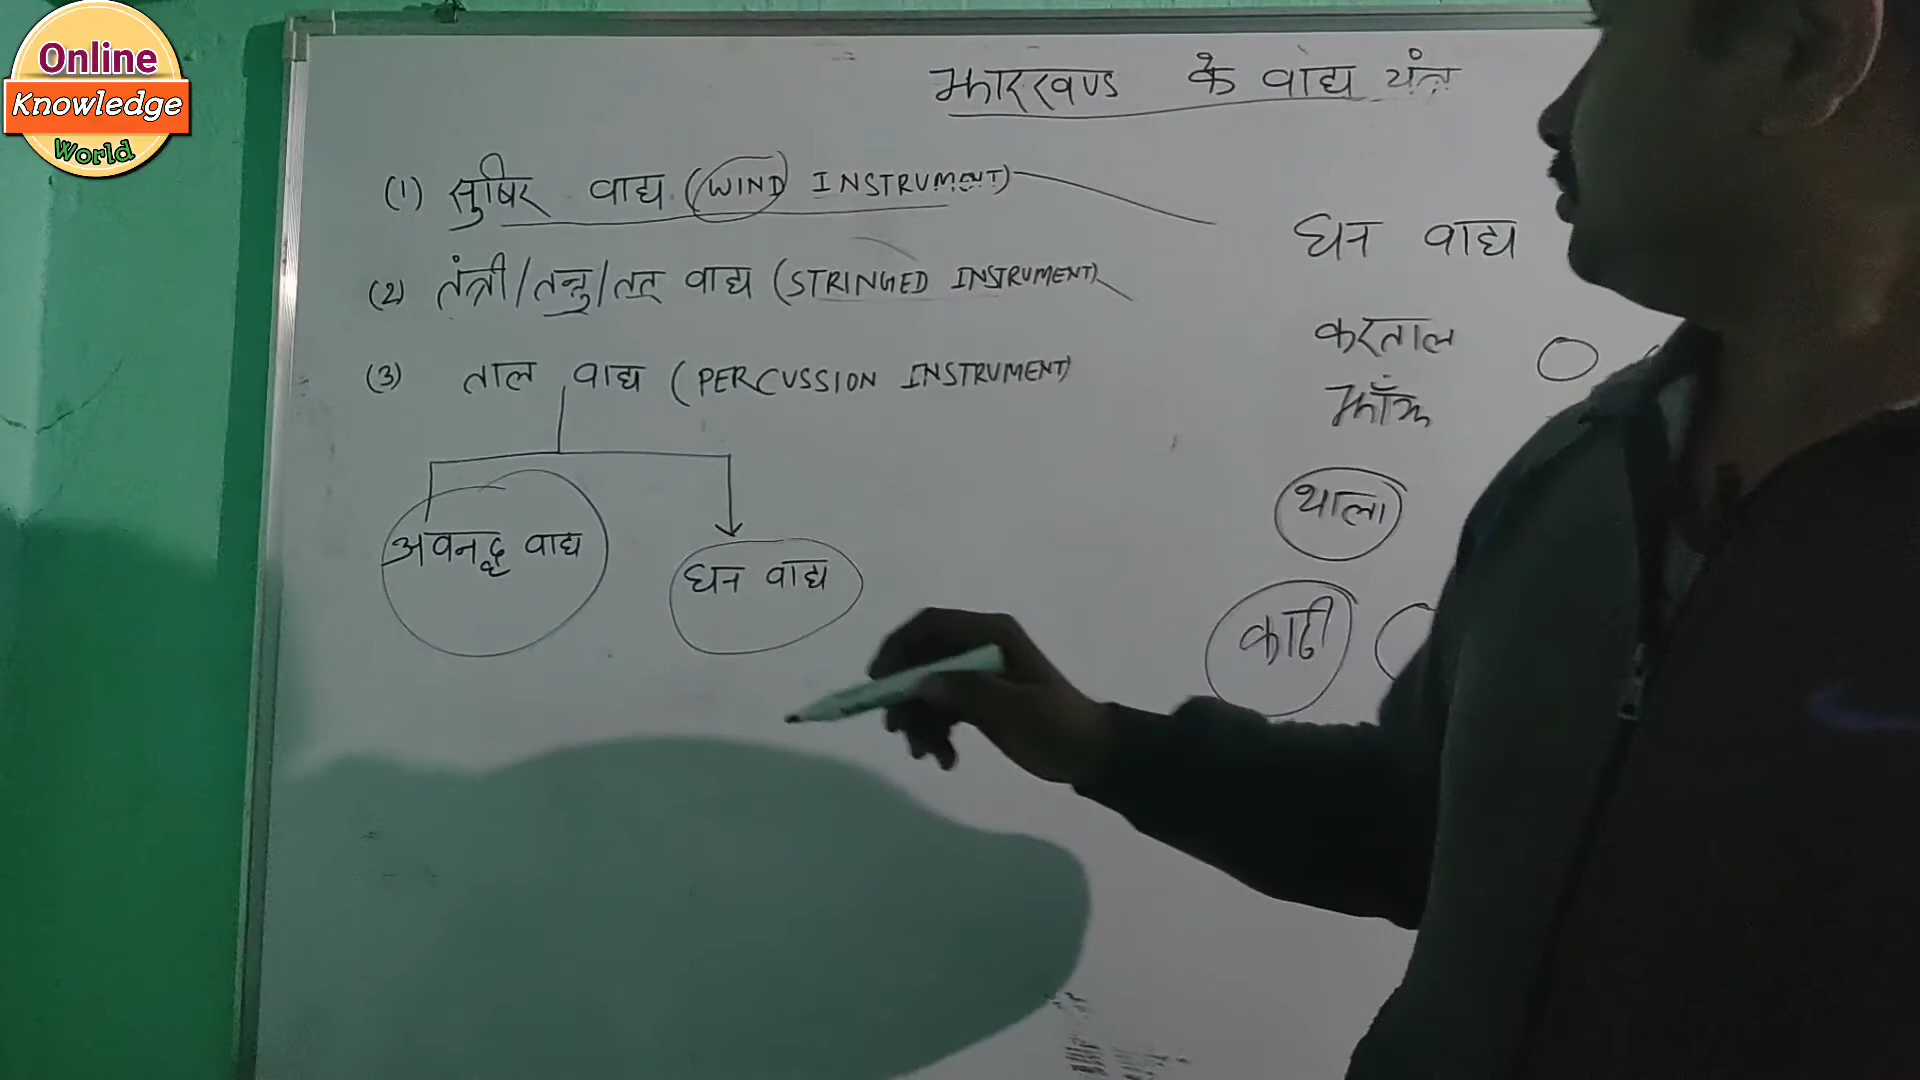 Online
Knowledge
World
झारखण्ड के वाद्य यंत्र
(1) सुषिर वाद्य (WIND INSTRUMENT)
(2) तंत्री/तन्तु/तत् वाद्य (STRINGED INSTRUMENT)
(3) ताल वाद्य (PERCUSSION INSTRUMENT)
अवनद्ध वाद्य
घन वाद्य
घन वाद्य
करताल
झाँझ
थाला
काठी